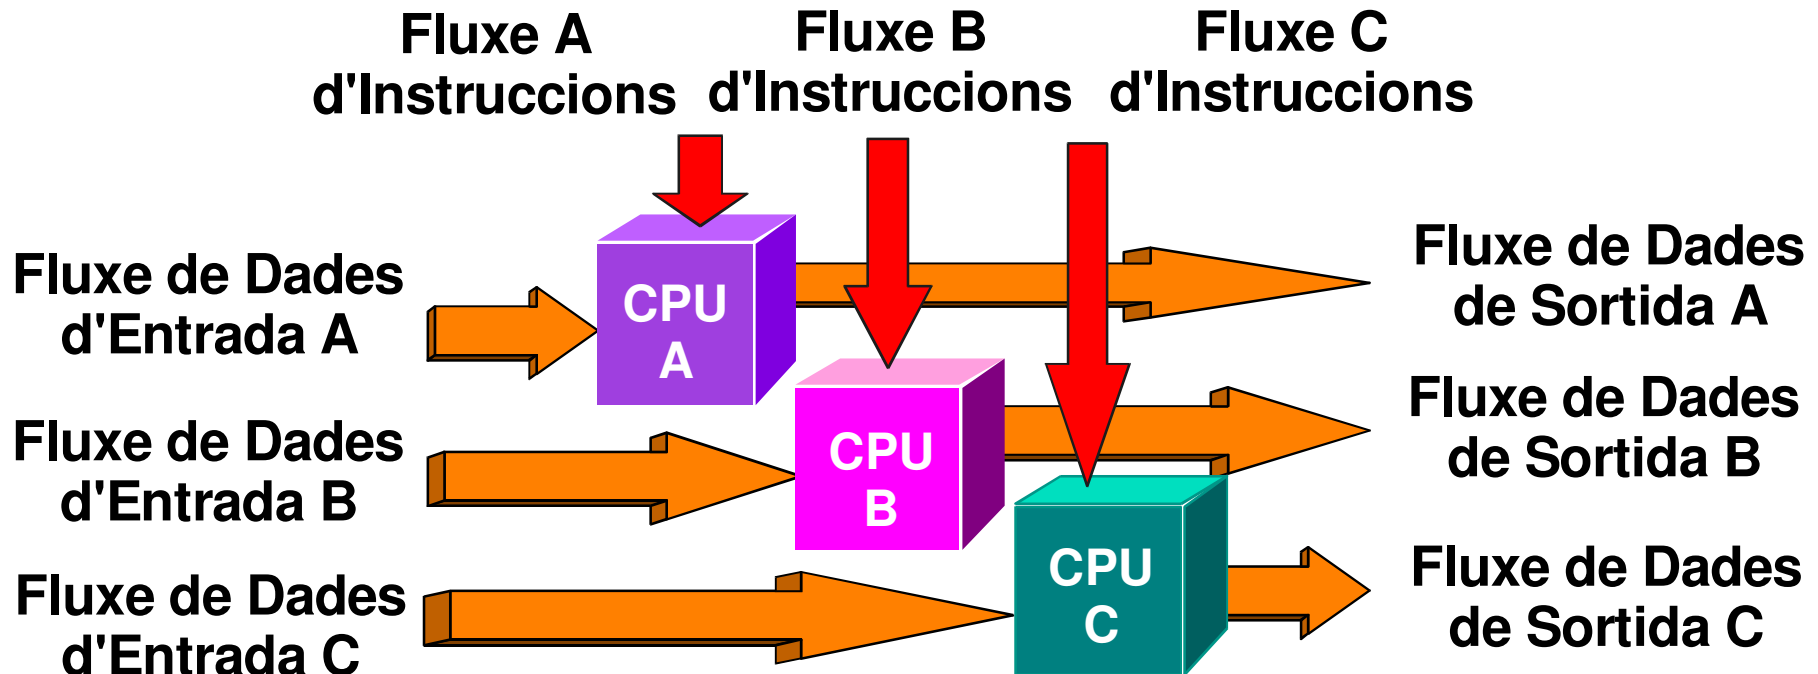 Fluxe A
d'Instruccions
Fluxe B
d'Instruccions
Fluxe C
d'Instruccions
Fluxe de Dades
d'Entrada A
CPU
A
Fluxe de Dades
de Sortida A
Fluxe de Dades
d'Entrada B
CPU
B
Fluxe de Dades
de Sortida B
Fluxe de Dades
d'Entrada C
CPU
C
Fluxe de Dades
de Sortida C